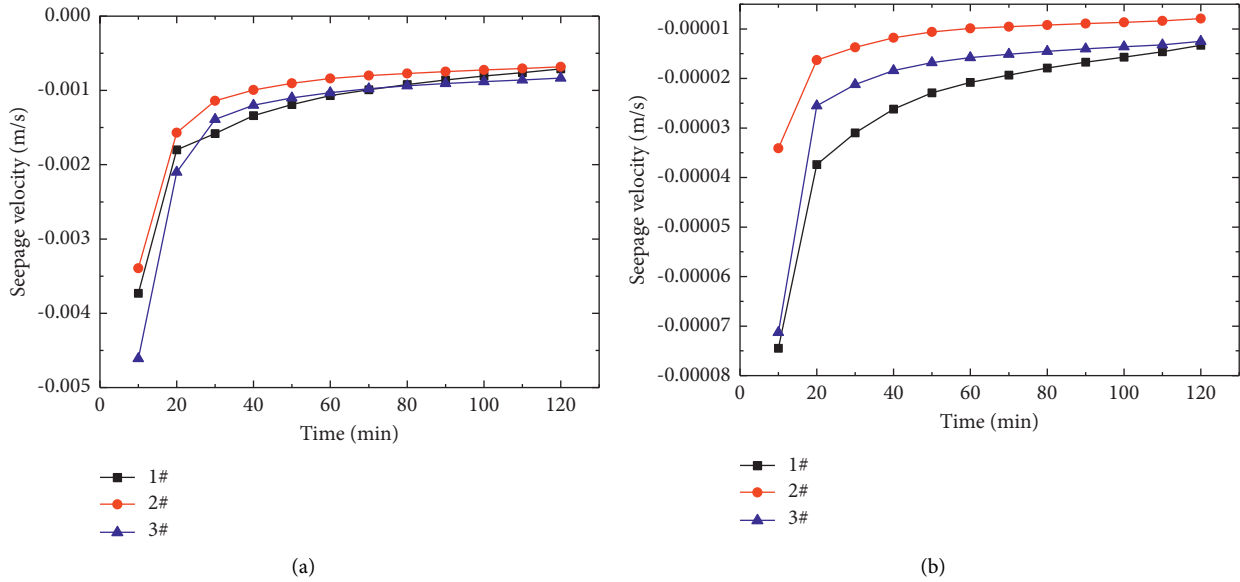 0.000
-0.001
-0.002
-0.003
-0.004
-0.005
Seepage velocity (m/s)
0 20 40 60 80 100 120
Time (min)
1#
2#
3#
(a)
-0.00001
-0.00002
-0.00003
-0.00004
-0.00005
-0.00006
-0.00007
-0.00008
Seepage velocity (m/s)
0 20 40 60 80 100 120
Time (min)
1#
2#
3#
(b)